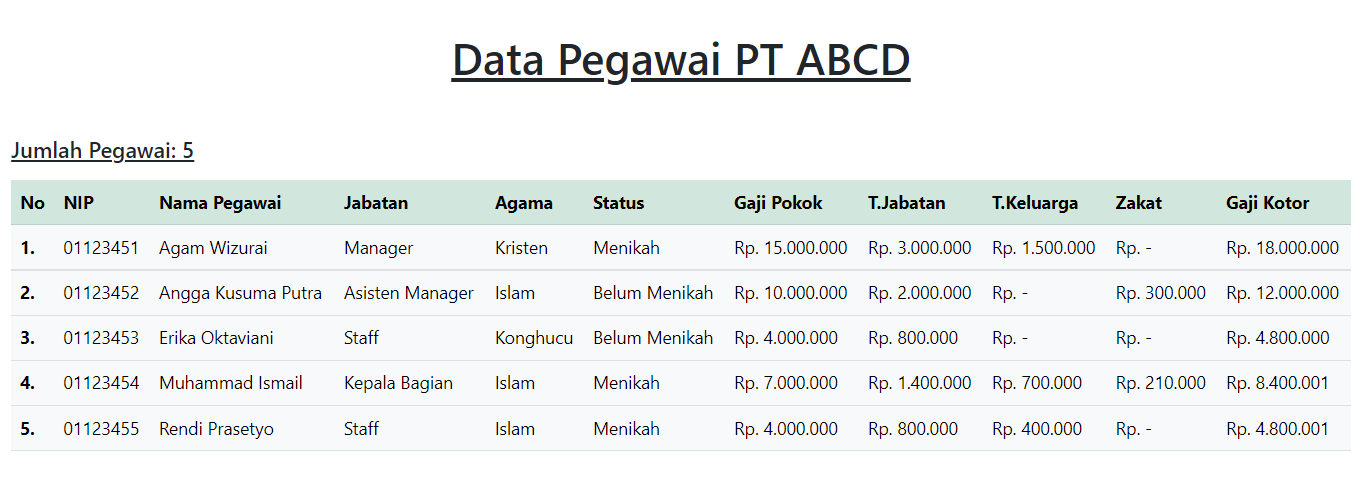 Data Pegawai PT ABCD
Jumlah Pegawai: 5
No NIP Nama Pegawai Jabatan Agama Status Gaji Pokok T.Jabatan T.Keluarga Zakat Gaji Kotor
1. 01123451 Agam Wizurai Manager Kristen Menikah Rp. 15.000.000 Rp. 3.000.000 Rp. 1.500.000 Rp. - Rp. 18.000.000
2. 01123452 Angga Kusuma Putra Asisten Manager Islam Belum Menikah Rp. 10.000.000 Rp. 2.000.000 Rp. - Rp. 300.000 Rp. 12.000.000
3. 01123453 Erika Oktaviani Staff Konghucu Belum Menikah Rp. 4.000.000 Rp. 800.000 Rp. - Rp. - Rp. 4.800.000
4. 01123454 Muhammad Ismail Kepala Bagian Islam Menikah Rp. 7.000.000 Rp. 1.400.000 Rp. 700.000 Rp. 210.000 Rp. 8.400.001
5. 01123455 Rendi Prasetyo Staff Islam Menikah Rp. 4.000.000 Rp. 800.000 Rp. 400.000 Rp. - Rp. 4.800.001